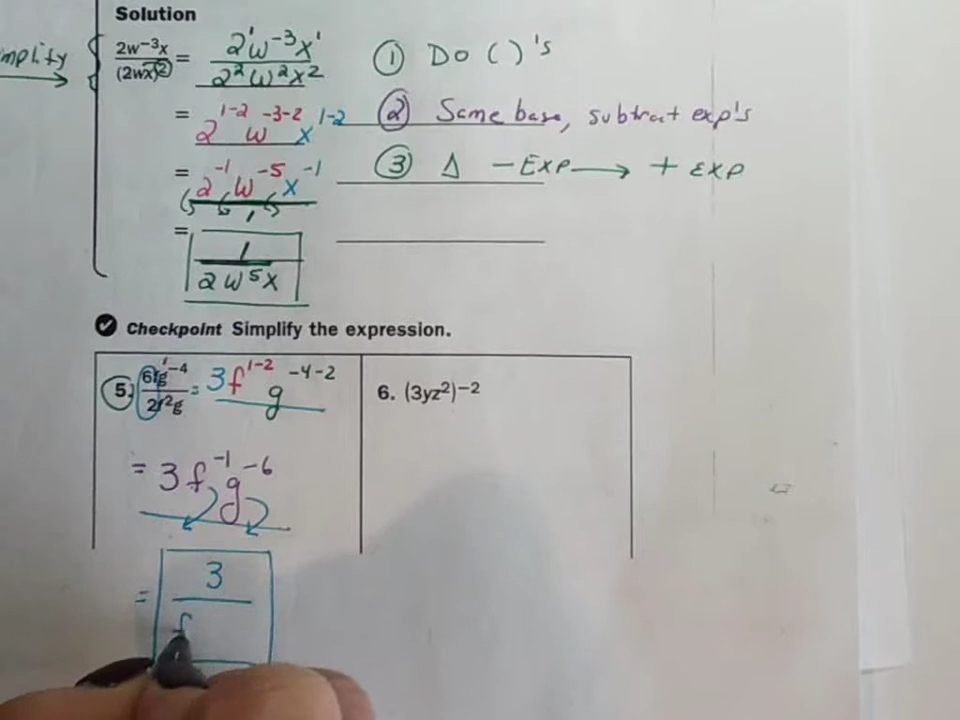 Solution
mplify
2w⁻³x/(2wx)² = 2¹w⁻³x¹/2²w²x²
① Do ( )'s
= 2¹⁻² w⁻³⁻² x¹⁻²
② Same base, subtract exp's
= 2⁻¹w⁻⁵x⁻¹
1
③ Δ - Exp → + Exp
= 1/2w⁵x
Checkpoint Simplify the expression.
5. 6f¹g⁻⁴/2f²g = 3f¹⁻² g⁻⁴⁻²
6. (3yz²)⁻²
= 3f⁻¹g⁻⁶
= 3/f